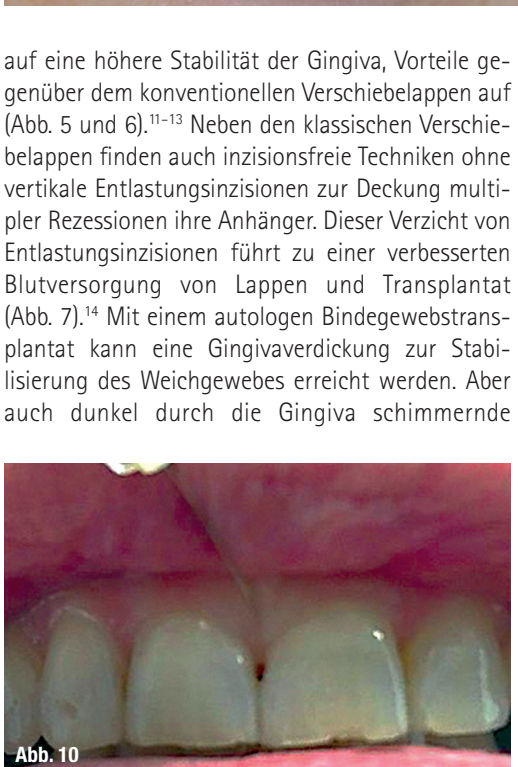 auf eine höhere Stabilität der Gingiva, Vorteile ge-
genüber dem konventionellen Verschiebelappen auf
(Abb. 5 und 6).11–13 Neben den klassischen Verschie-
belappen finden auch inzisionsfreie Techniken ohne
vertikale Entlastungsinzisionen zur Deckung multi-
pler Rezessionen ihre Anhänger. Dieser Verzicht von
Entlastungsinzisionen führt zu einer verbesserten
Blutversorgung von Lappen und Transplantat
(Abb. 7).14 Mit einem autologen Bindegewebstrans-
plantat kann eine Gingivaverdickung zur Stabi-
lisierung des Weichgewebes erreicht werden. Aber
auch dunkel durch die Gingiva schimmernde
Abb. 10